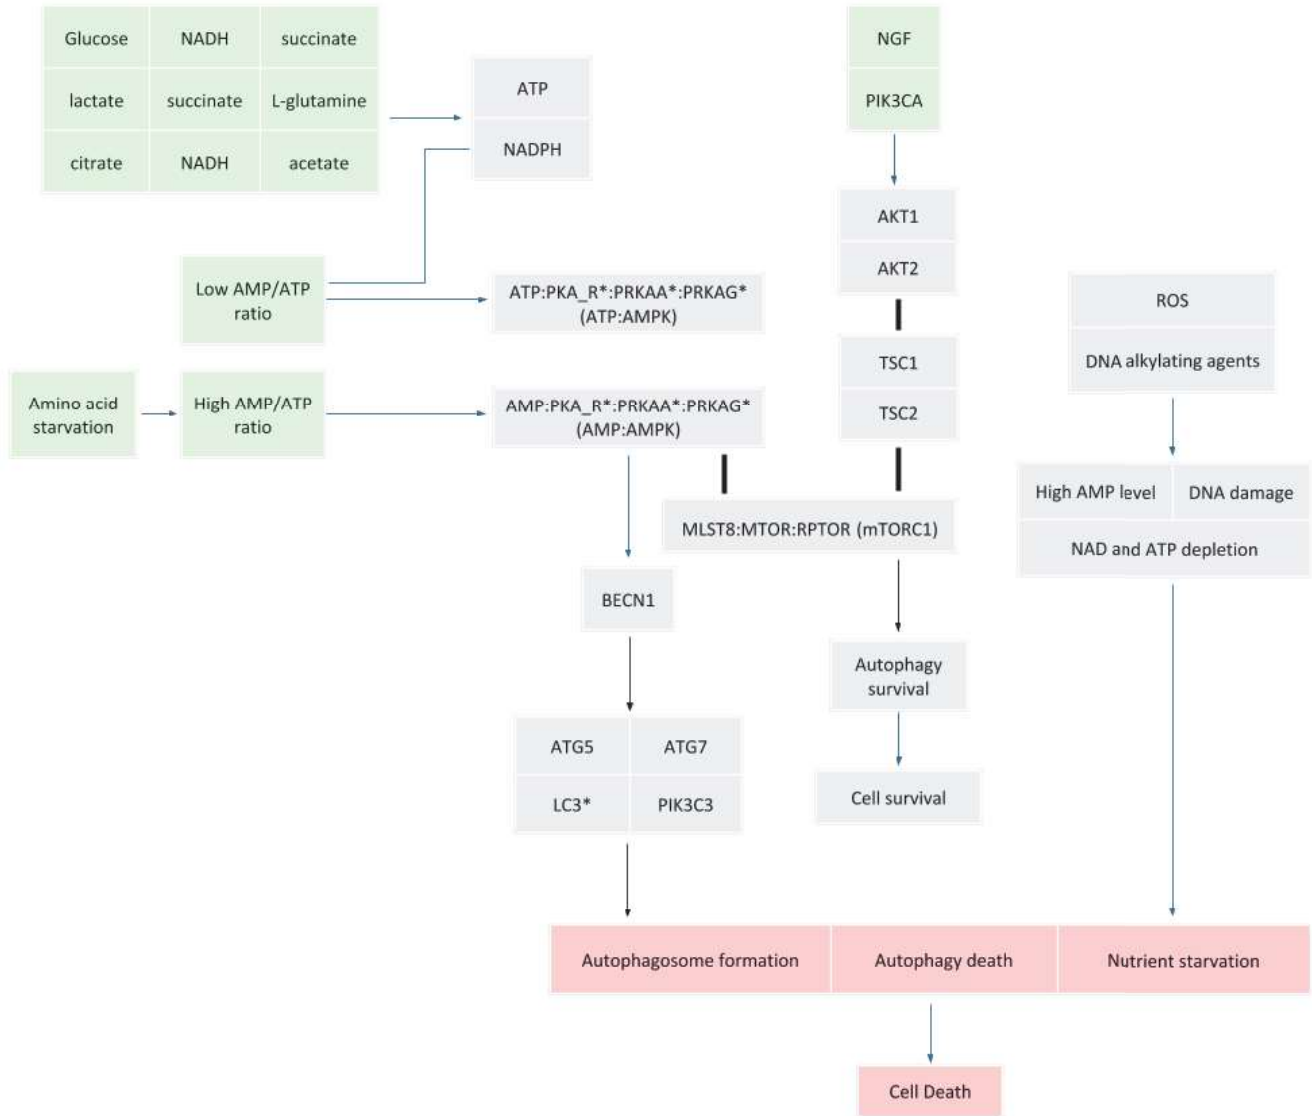 Glucose NADH succinate
lactate succinate L-glutamine
citrate NADH acetate
ATP
NADPH
NGF
PIK3CA
AKT1
AKT2
Low AMP/ATP
ratio
ATP:PKA_R*:PRKAA*:PRKAG*
(ATP:AMPK)
ROS
DNA alkylating agents
TSC1
TSC2
Amino acid
starvation
High AMP/ATP
ratio
AMP:PKA_R*:PRKAA*:PRKAG*
(AMP:AMPK)
High AMP level DNA damage
NAD and ATP depletion
MLST8:MTOR:RPTOR (mTORC1)
BECN1
Autophagy
survival
ATG5 ATG7
LC3* PIK3C3
Cell survival
Autophagosome formation Autophagy death Nutrient starvation
Cell Death